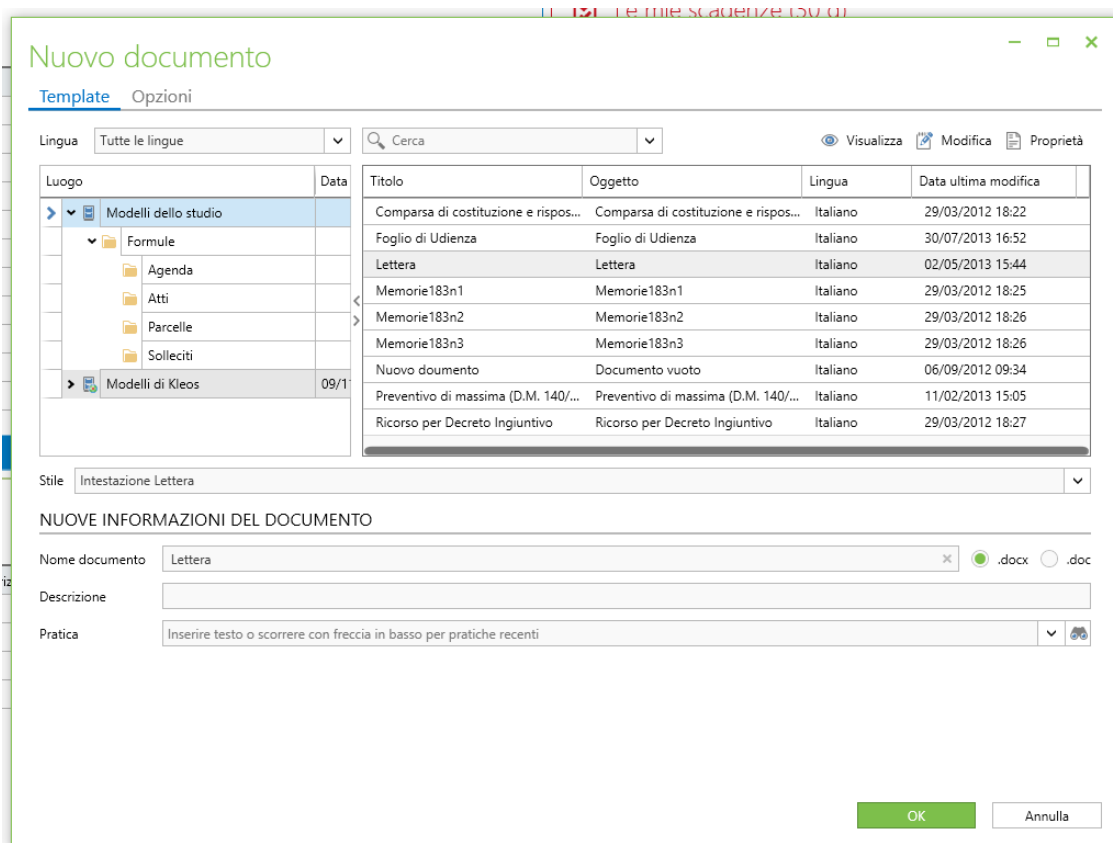 Le mie scadenze (30 g)
Nuovo documento
Template Opzioni
Lingua Tutte le lingue Cerca Visualizza Modifica Proprietà
Luogo Data Titolo Oggetto Lingua Data ultima modifica
Modelli dello studio Comparsa di costituzione e rispos... Comparsa di costituzione e rispos... Italiano 29/03/2012 18:22
Formule Foglio di Udienza Foglio di Udienza Italiano 30/07/2013 16:52
Agenda Lettera Lettera Italiano 02/05/2013 15:44
Atti Memorie183n1 Memorie183n1 Italiano 29/03/2012 18:25
Parcelle Memorie183n2 Memorie183n2 Italiano 29/03/2012 18:26
Solleciti Memorie183n3 Memorie183n3 Italiano 29/03/2012 18:26
Modelli di Kleos 09/1 Nuovo doumento Documento vuoto Italiano 06/09/2012 09:34
Preventivo di massima (D.M. 140/... Preventivo di massima (D.M. 140/... Italiano 11/02/2013 15:05
Ricorso per Decreto Ingiuntivo Ricorso per Decreto Ingiuntivo Italiano 29/03/2012 18:27
Stile Intestazione Lettera
NUOVE INFORMAZIONI DEL DOCUMENTO
Nome documento Lettera .docx .doc
Descrizione
Pratica Inserire testo o scorrere con freccia in basso per pratiche recenti
OK Annulla